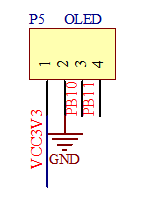 P5 OLED
1 2 3 4
VCC3V3
PB10
PB11
GND